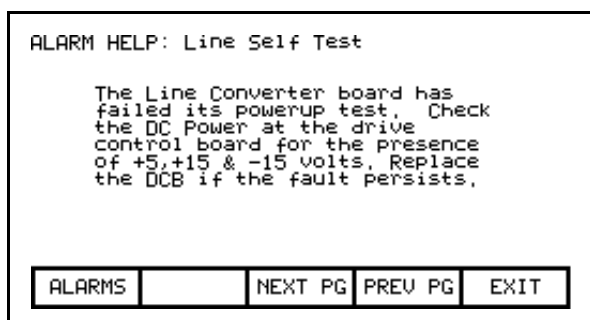 ALARM HELP: Line Self Test
The Line Converter board has
failed its powerup test. Check
the DC Power at the drive
control board for the presence
of +5,+15 & -15 volts. Replace
the DCB if the fault persists.
ALARMS NEXT PG PREV PG EXIT